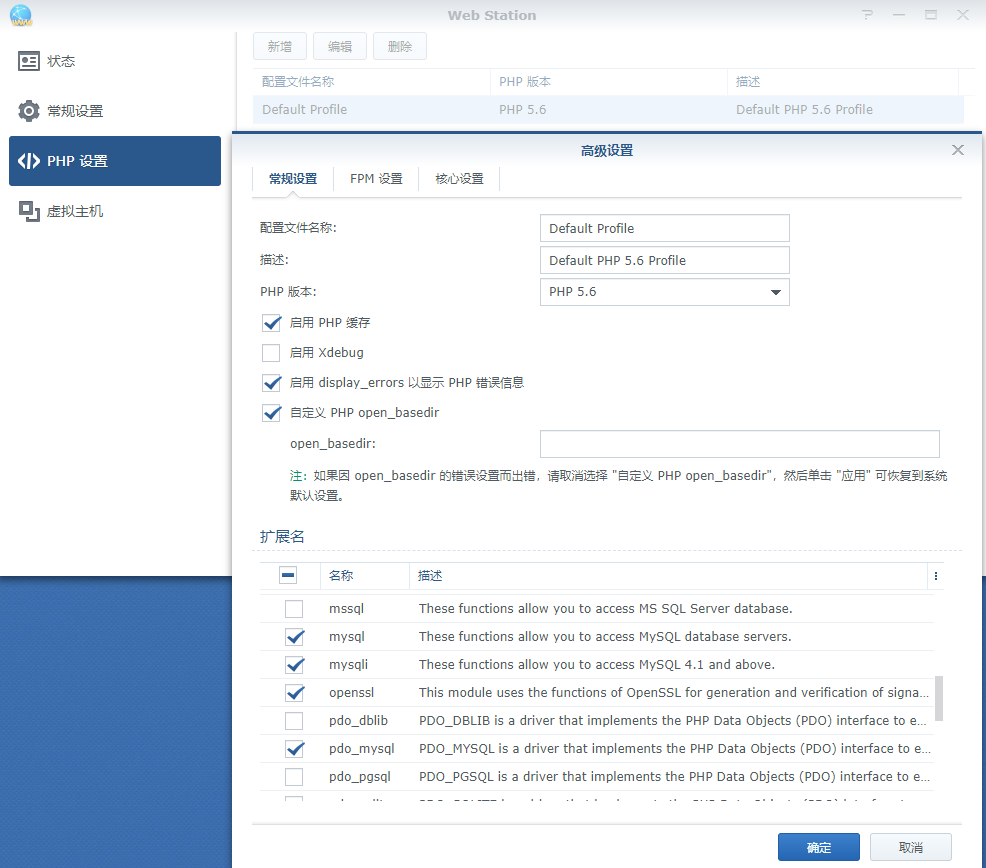 Web Station
状态
常规设置
PHP 设置
虚拟主机
新增 编辑 删除
配置文件名称 PHP 版本 描述
Default Profile PHP 5.6 Default PHP 5.6 Profile
高级设置
常规设置 FPM 设置 核心设置
配置文件名称: Default Profile
描述: Default PHP 5.6 Profile
PHP 版本: PHP 5.6
启用 PHP 缓存
启用 Xdebug
启用 display_errors 以显示 PHP 错误信息
自定义 PHP open_basedir
open_basedir:
注: 如果因 open_basedir 的错误设置而出错，请取消选择 "自定义 PHP open_basedir"，然后单击 "应用" 可恢复到系统
默认设置。
扩展名
名称 描述
mssql These functions allow you to access MS SQL Server database.
mysql These functions allow you to access MySQL database servers.
mysqli These functions allow you to access MySQL 4.1 and above.
openssl This module uses the functions of OpenSSL for generation and verification of signa...
pdo_dblib PDO_DBLIB is a driver that implements the PHP Data Objects (PDO) interface to e...
pdo_mysql PDO_MYSQL is a driver that implements the PHP Data Objects (PDO) interface to e...
pdo_pgsql PDO_PGSQL is a driver that implements the PHP Data Objects (PDO) interface to e...
确定 取消